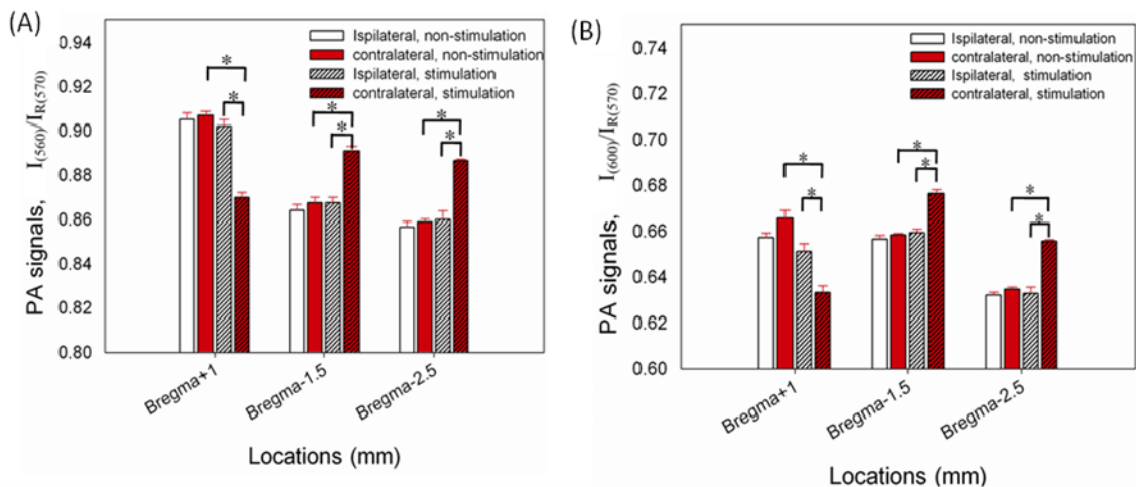 (A)
Ispilateral, non-stimulation
contralateral, non-stimulation
Ispilateral, stimulation
contralateral, stimulation
PA signals, I(560)/IR(570)
0.94
0.92
0.90
0.88
0.86
0.84
0.82
0.80
* *
* *
* *
Bregma+1
Bregma-1.5
Bregma-2.5
Locations (mm)
(B)
Ispilateral, non-stimulation
contralateral, non-stimulation
Ispilateral, stimulation
contralateral, stimulation
PA signals, I(600)/IR(570)
0.74
0.72
0.70
0.68
0.66
0.64
0.62
0.60
* *
* *
* *
Bregma+1
Bregma-1.5
Bregma-2.5
Locations (mm)